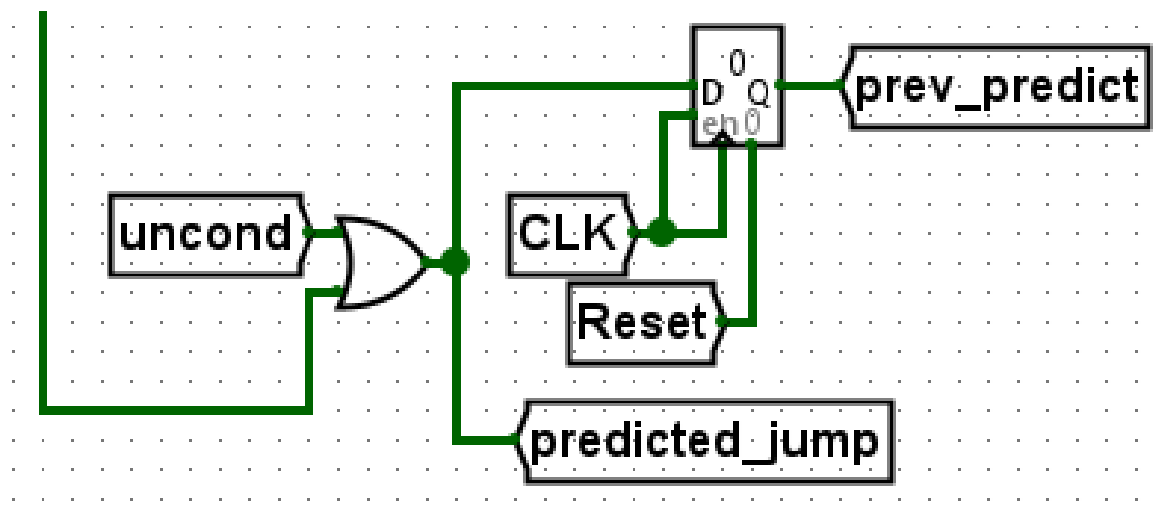 0
D Q
en 0
prev_predict
uncond
CLK
Reset
predicted_jump